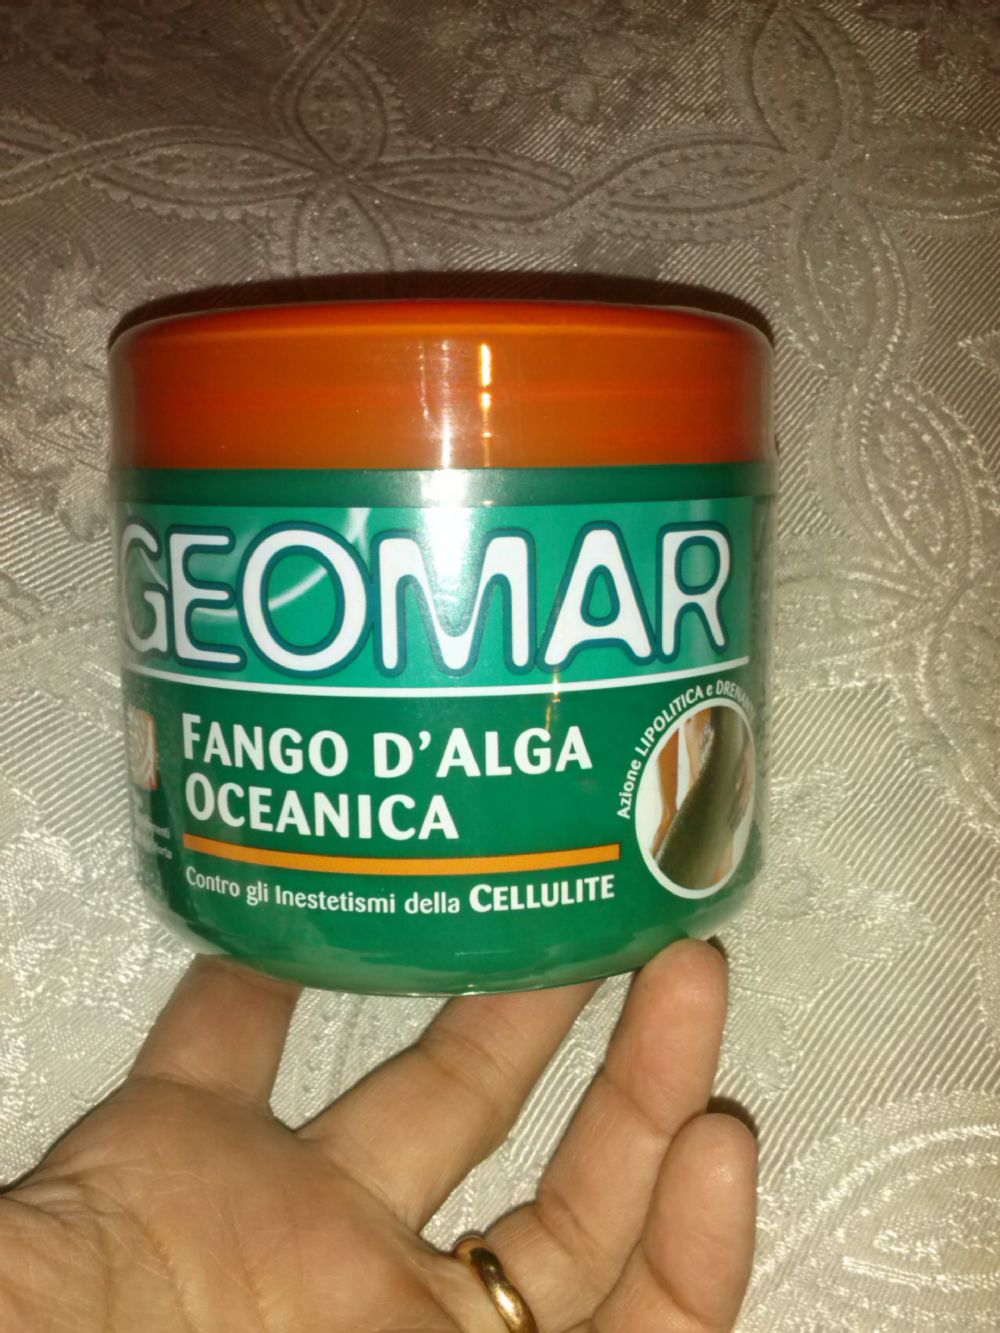 GEOMAR
FANGO D'ALGA
OCEANICA
Contro gli Inestetismi della CELLULITE
Azione LIPOLITICA e